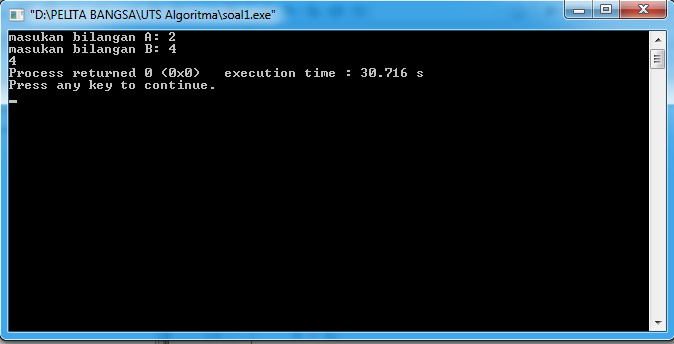 "D:\PELITA BANGSA\UTS Algoritma\soal1.exe"
masukan bilangan A: 2
masukan bilangan B: 4
4
Process returned 0 (0x0)   execution time : 30.716 s
Press any key to continue.